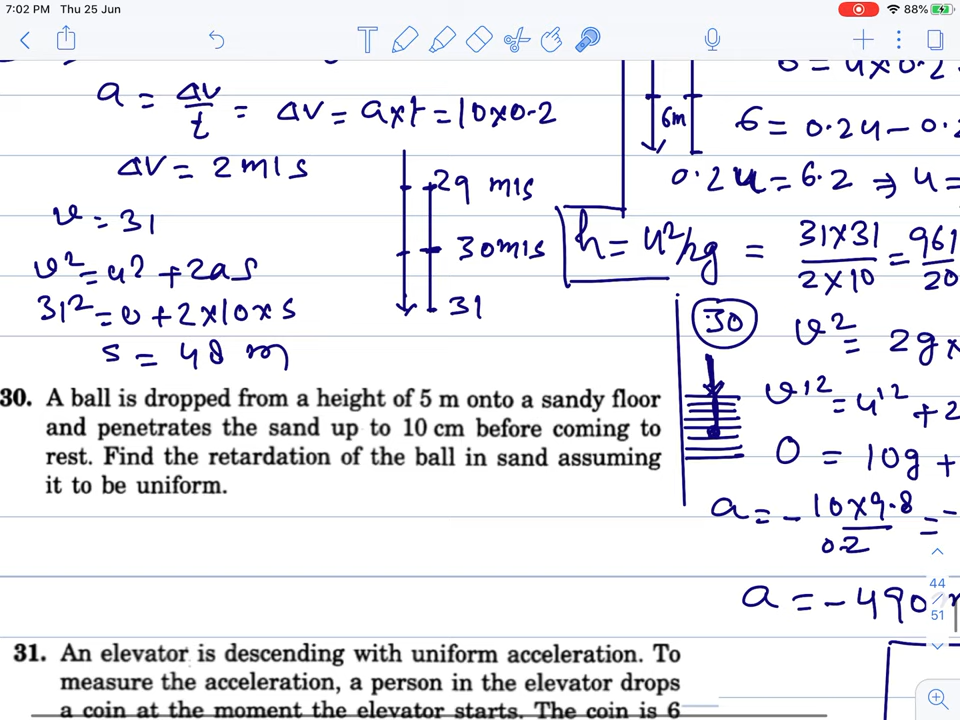 7:02 PM Thu 25 Jun
88%
a = Δv/t = Δv = a×t = 10×0.2
Δv = 2 m/s
v = 31
v² = u² + 2as
31² = 0 + 2×10×s
s = 48 m
29 m/s
30 m/s
31
6m
6 = 0.2u - 0.2
0.2u = 6.2 ⇒ u =
h = u²/2g = 31×31/2×10 = 961/20
30
v² = 2g×
v'² = u'² + 2
0 = 10g +
a = - 10×9.8/0.2 = -
a = -490
30. A ball is dropped from a height of 5 m onto a sandy floor
and penetrates the sand up to 10 cm before coming to
rest. Find the retardation of the ball in sand assuming
it to be uniform.
44
51
31. An elevator is descending with uniform acceleration. To
measure the acceleration, a person in the elevator drops
a coin at the moment the elevator starts. The coin is 6